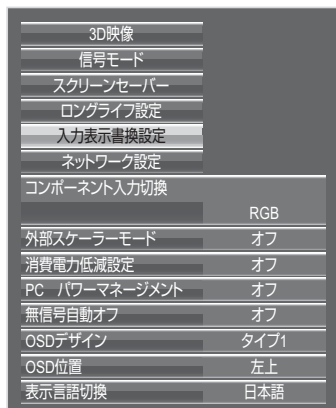 3D映像
信号モード
スクリーンセーバー
ロングライフ設定
入力表示書換設定
ネットワーク設定
コンポーネント入力切換
RGB
外部スケーラーモード オフ
消費電力低減設定 オフ
PC パワーマネージメント オフ
無信号自動オフ オフ
OSDデザイン タイプ1
OSD位置 左上
表示言語切換 日本語